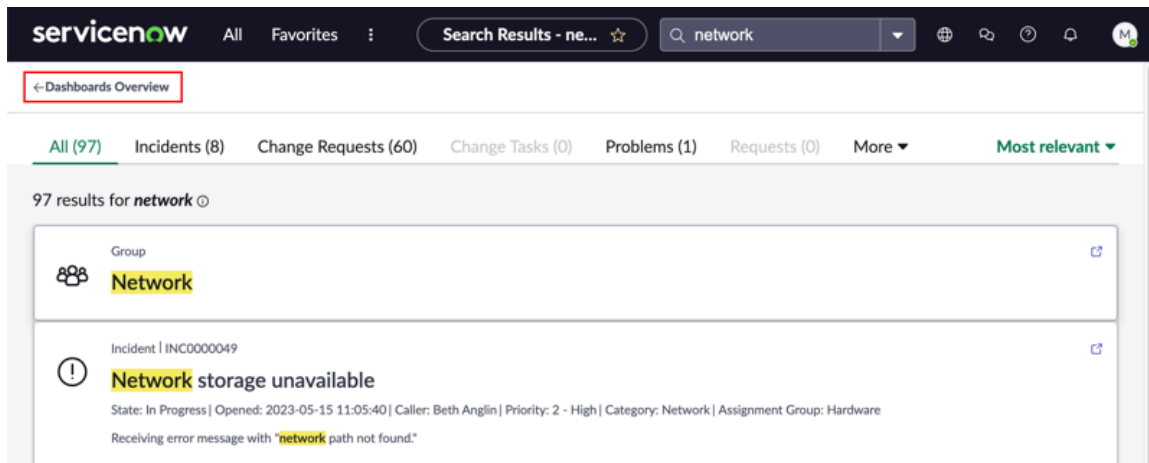 servicenow All Favorites Search Results - ne... network M
←Dashboards Overview
All (97) Incidents (8) Change Requests (60) Change Tasks (0) Problems (1) Requests (0) More Most relevant
97 results for network
Group
Network
Incident | INC0000049
Network storage unavailable
State: In Progress | Opened: 2023-05-15 11:05:40 | Caller: Beth Anglin | Priority: 2 - High | Category: Network | Assignment Group: Hardware
Receiving error message with "network path not found."